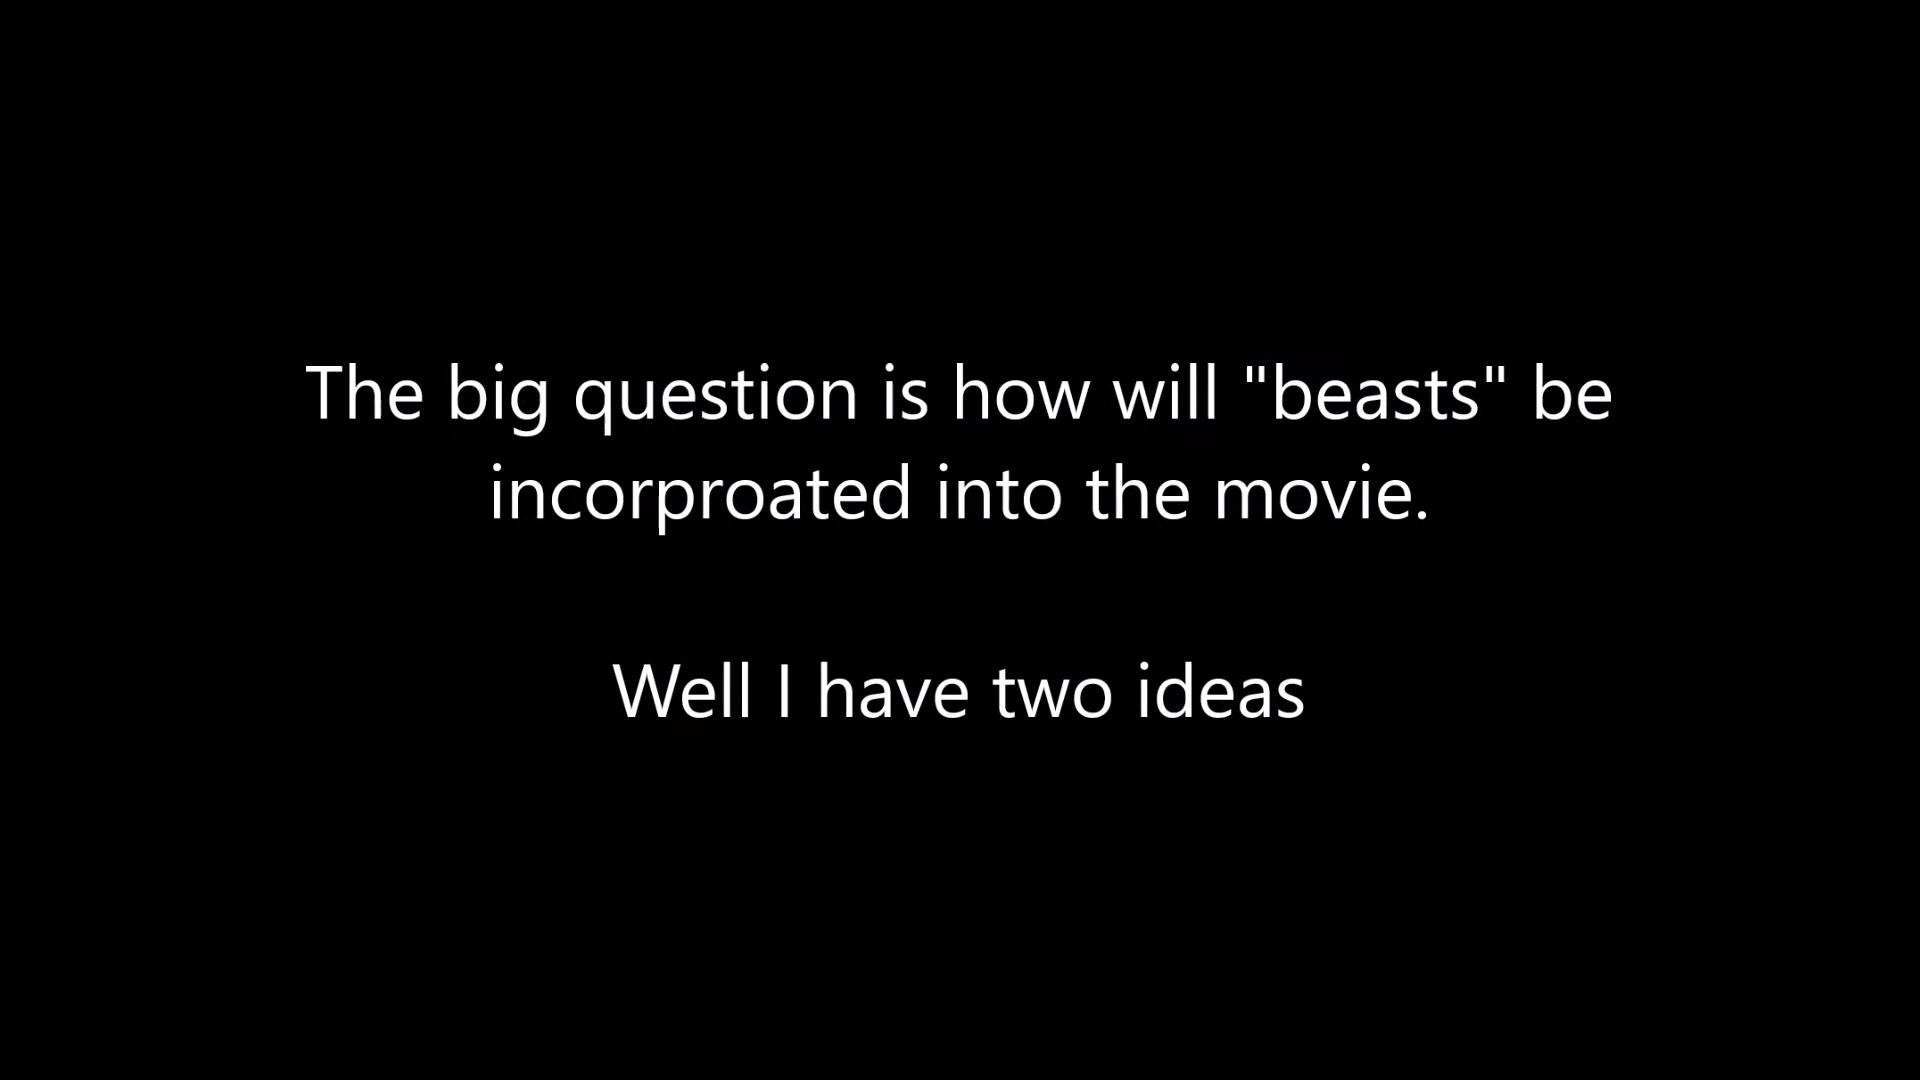 The big question is how will "beasts" be
incorproated into the movie.
Well I have two ideas